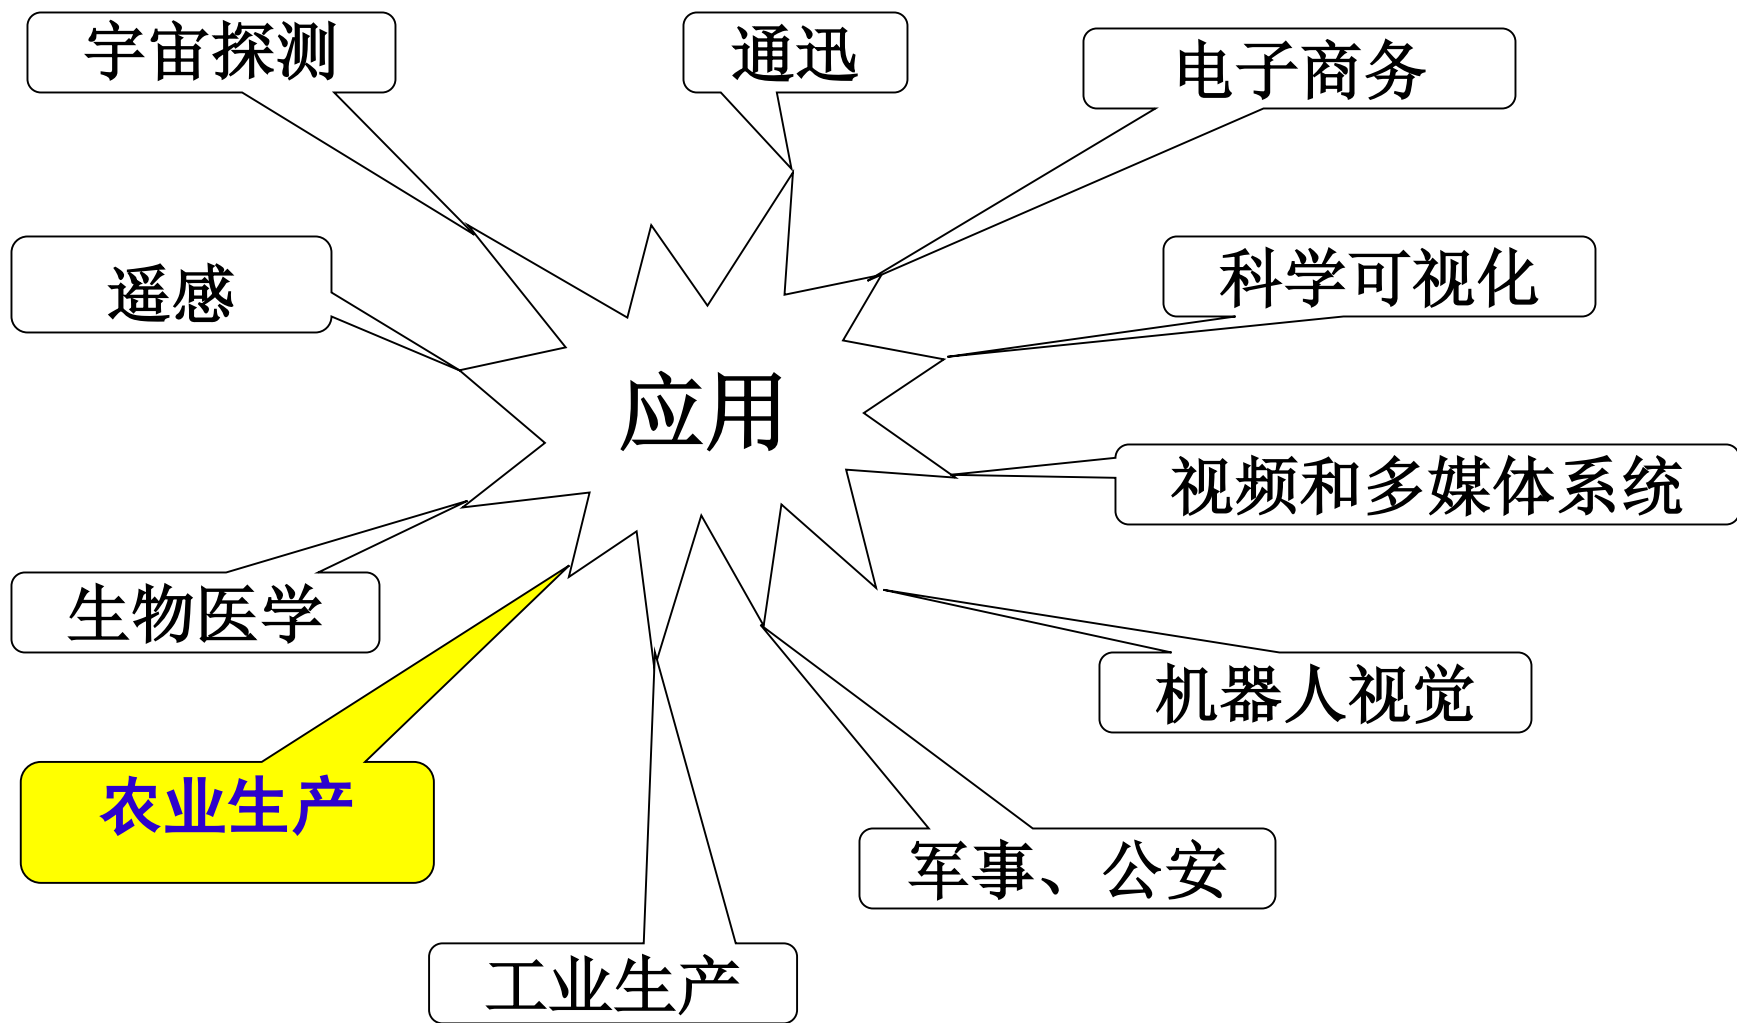 宇宙探测
通迅
电子商务
遥感
科学可视化
应用
视频和多媒体系统
生物医学
机器人视觉
农业生产
军事、公安
工业生产